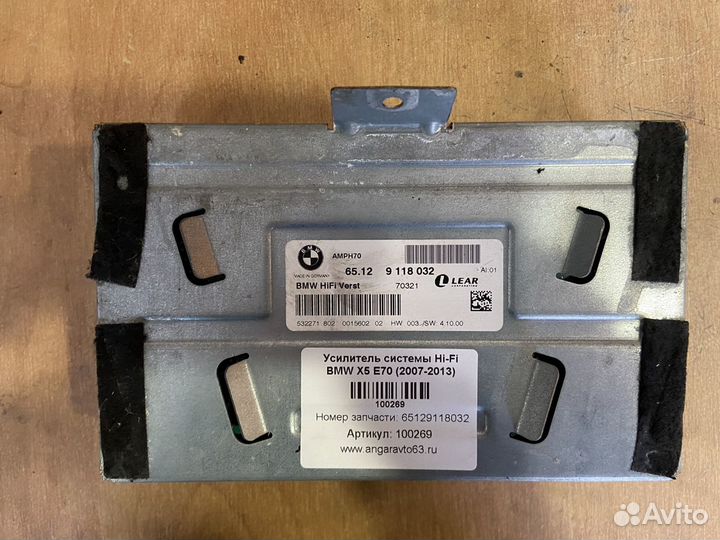 BMW
AMPH70
MADE IN GERMANY
65.12 9 118 032
AI:01
BMW HiFi Verst 70321
LEAR
CORPORATION
532271 802 0015602 02 HW 003../SW: 4.10.00
Усилитель системы Hi-Fi
BMW X5 E70 (2007-2013)
100269
Номер запчасти: 65129118032
Артикул: 100269
www.angaravto63.ru
Avito